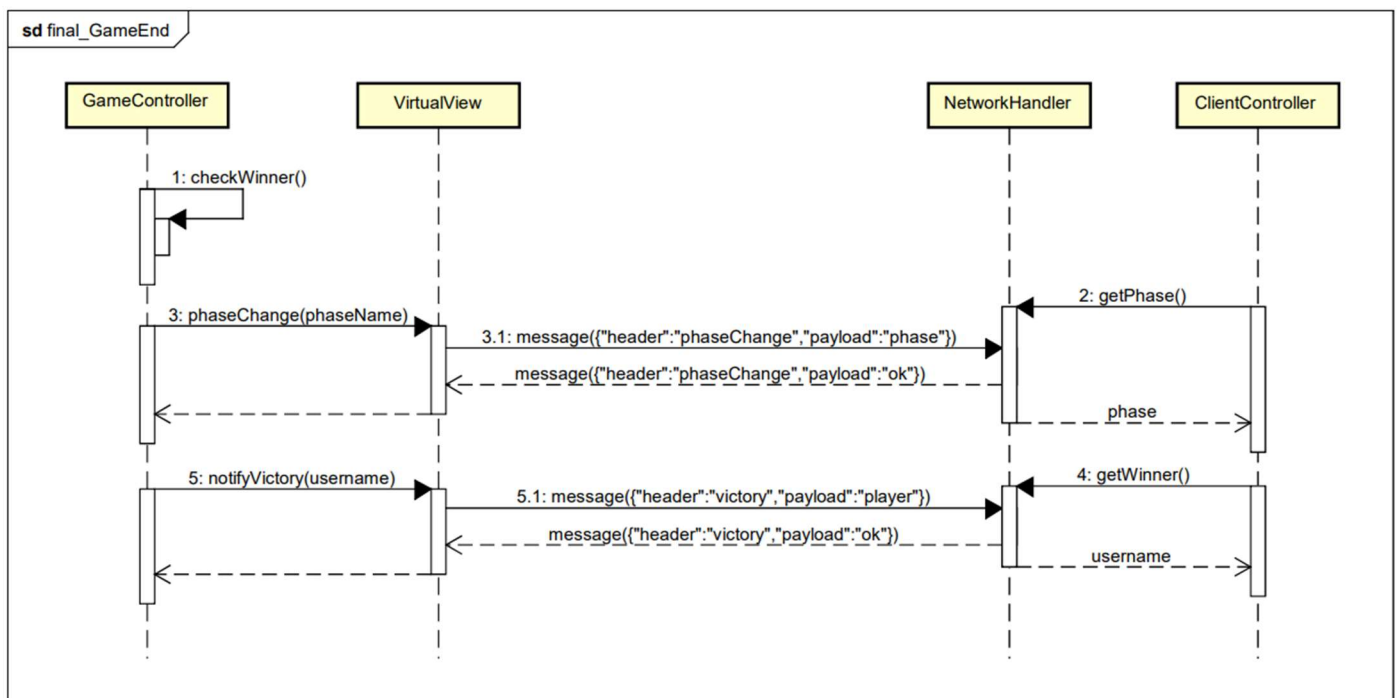 sd final_GameEnd
GameController
VirtualView
NetworkHandler
ClientController
1: checkWinner()
2: getPhase()
3: phaseChange(phaseName)
3.1: message({"header":"phaseChange","payload":"phase"})
message({"header":"phaseChange","payload":"ok"})
phase
4: getWinner()
5: notifyVictory(username)
5.1: message({"header":"victory","payload":"player"})
message({"header":"victory","payload":"ok"})
username